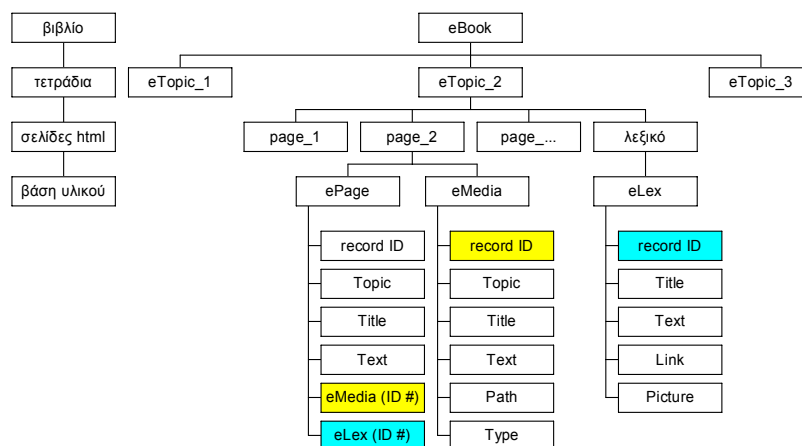 βιβλίο
eBook
τετράδια
eTopic_1
eTopic_2
eTopic_3
σελίδες html
page_1
page_2
page_...
λεξικό
βάση υλικού
ePage
eMedia
eLex
record ID
record ID
record ID
Topic
Topic
Title
Title
Title
Text
Text
Text
Link
eMedia (ID #)
Path
Picture
eLex (ID #)
Type